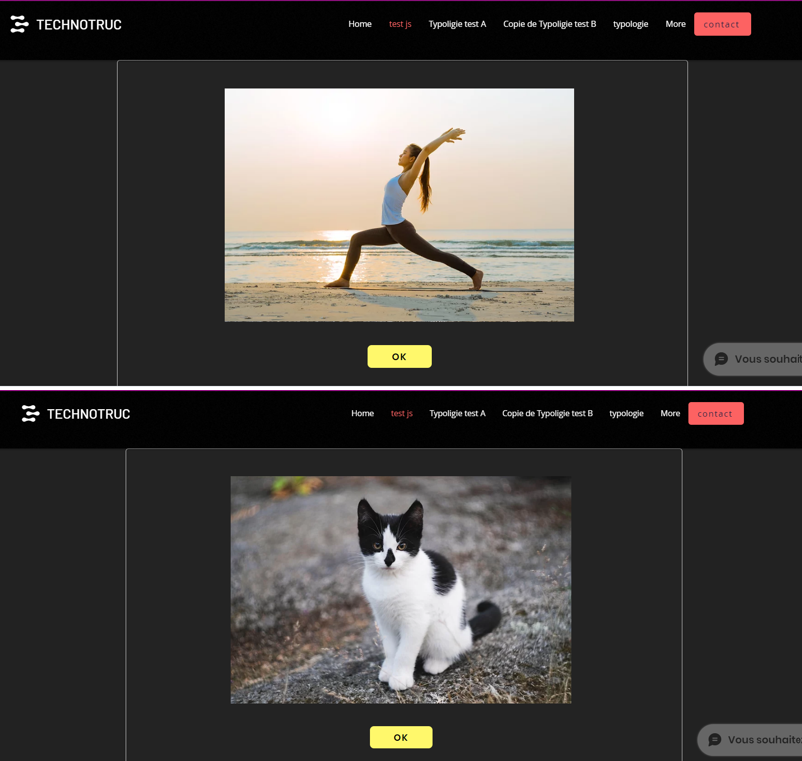 TECHNOTRUC Home test js Typoligie test A Copie de Typoligie test B typologie More contact
OK
Vous souhait
TECHNOTRUC Home test js Typoligie test A Copie de Typoligie test B typologie More contact
OK
Vous souhaite